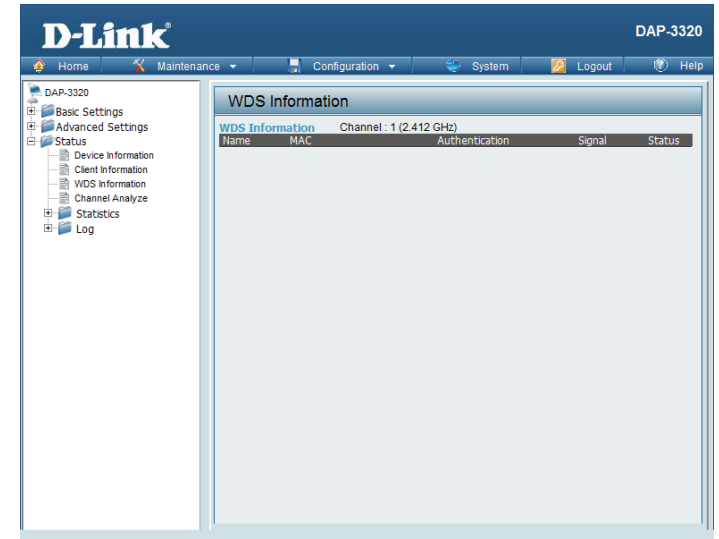 D-Link®
DAP-3320
Home Maintenance Configuration System Logout Help
DAP-3320
Basic Settings
Advanced Settings
Status
Device Information
Client Information
WDS Information
Channel Analyze
Statistics
Log
WDS Information
WDS Information Channel : 1 (2.412 GHz)
Name MAC Authentication Signal Status